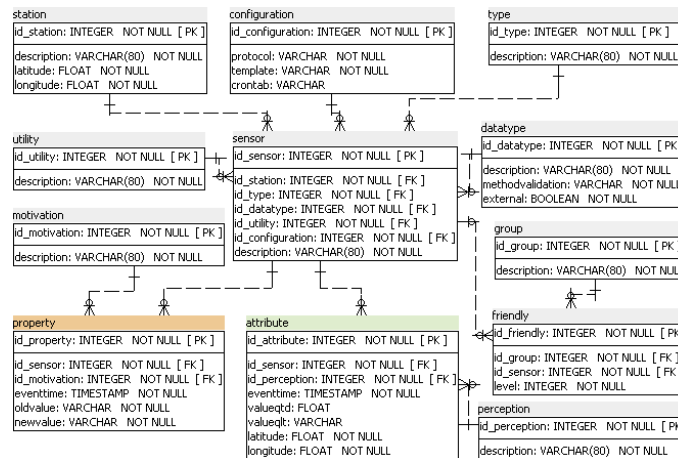 station
id_station: INTEGER NOT NULL [ PK ]
description: VARCHAR(80) NOT NULL
latitude: FLOAT NOT NULL
longitude: FLOAT NOT NULL
configuration
id_configuration: INTEGER NOT NULL [ PK ]
protocol: VARCHAR NOT NULL
template: VARCHAR NOT NULL
crontab: VARCHAR
type
id_type: INTEGER NOT NULL [ PK ]
description: VARCHAR(80) NOT NULL
utility
id_utility: INTEGER NOT NULL [ PK ]
description: VARCHAR(80) NOT NULL
sensor
id_sensor: INTEGER NOT NULL [ PK ]
id_station: INTEGER NOT NULL [ FK ]
id_type: INTEGER NOT NULL [ FK ]
id_datatype: INTEGER NOT NULL [ FK ]
id_utility: INTEGER NOT NULL [ FK ]
id_configuration: INTEGER NOT NULL [ FK ]
description: VARCHAR(80) NOT NULL
datatype
id_datatype: INTEGER NOT NULL [ PK
description: VARCHAR(80) NOT NULL
methodvalidation: VARCHAR NOT NULL
external: BOOLEAN NOT NULL
motivation
id_motivation: INTEGER NOT NULL [ PK ]
description: VARCHAR(80) NOT NULL
group
id_group: INTEGER NOT NULL [ PK ]
description: VARCHAR(80) NOT NUL
property
id_property: INTEGER NOT NULL [ PK ]
id_sensor: INTEGER NOT NULL [ FK ]
id_motivation: INTEGER NOT NULL [ FK ]
eventtime: TIMESTAMP NOT NULL
oldvalue: VARCHAR NOT NULL
newvalue: VARCHAR NOT NULL
attribute
id_attribute: INTEGER NOT NULL [ PK ]
id_sensor: INTEGER NOT NULL [ FK ]
id_perception: INTEGER NOT NULL [ FK ]
eventtime: TIMESTAMP NOT NULL
valueqtd: FLOAT
valueqlt: VARCHAR
latitude: FLOAT NOT NULL
longitude: FLOAT NOT NULL
friendly
id_friendly: INTEGER NOT NULL [ PK
id_group: INTEGER NOT NULL [ FK ]
id_sensor: INTEGER NOT NULL [ FK
level: INTEGER NOT NULL
perception
id_perception: INTEGER NOT NULL [ PK
description: VARCHAR(80) NOT NULL